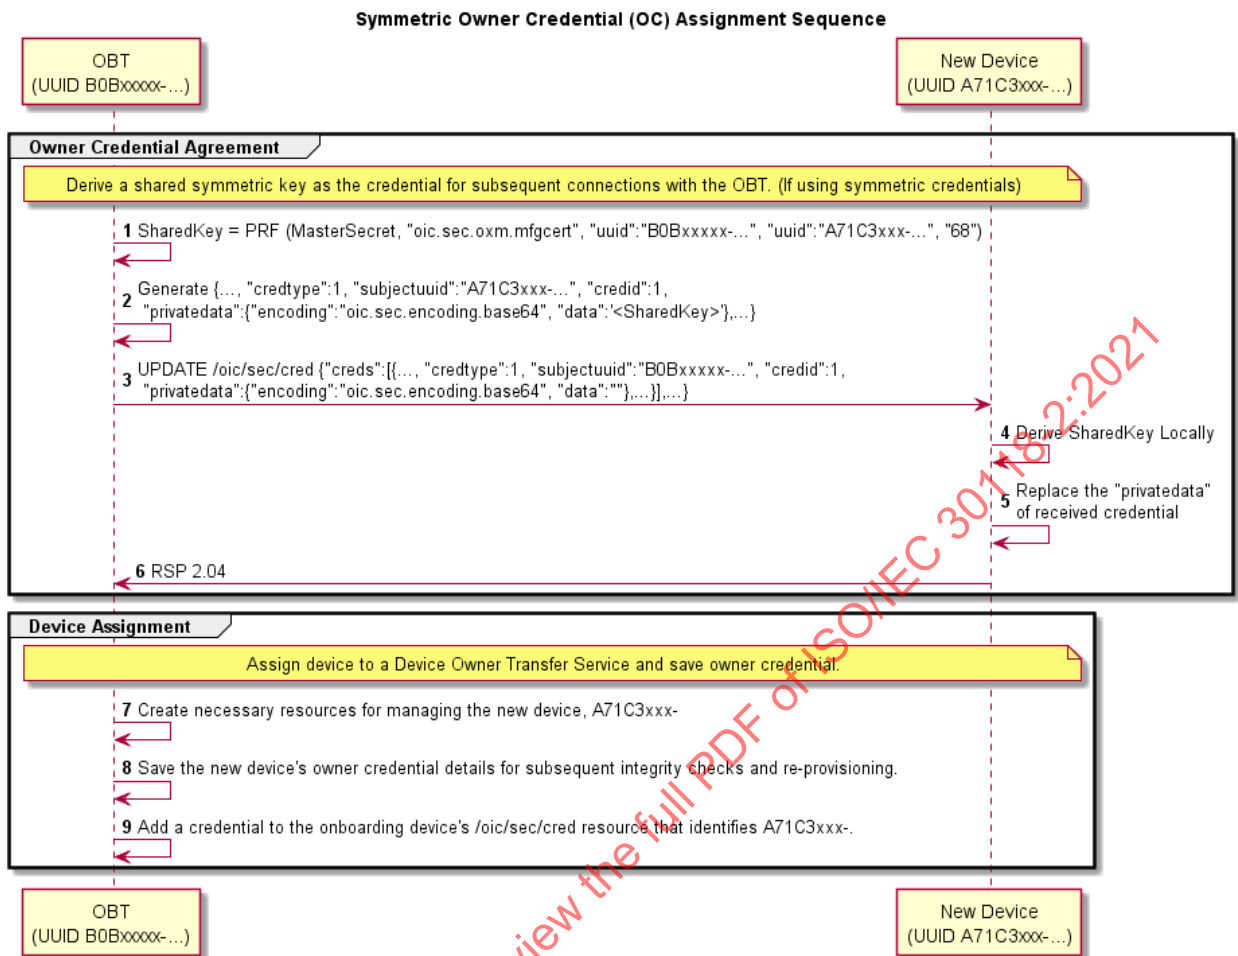 Symmetric Owner Credential (OC) Assignment Sequence
OBT
(UUID B0Bxxxxx-...)
New Device
(UUID A71C3xxx-...)
Owner Credential Agreement
Derive a shared symmetric key as the credential for subsequent connections with the OBT. (If using symmetric credentials)
1 SharedKey = PRF (MasterSecret, "oic.sec.oxm.mfgcert", "uuid":"B0Bxxxxx-...", "uuid":"A71C3xxx-...", "68")
2 Generate {..., "credtype":1, "subjectuuid":"A71C3xxx-...", "credid":1,
"privatedata":{"encoding":"oic.sec.encoding.base64", "data":'<SharedKey>'},...}
3 UPDATE /oic/sec/cred {"creds":[{..., "credtype":1, "subjectuuid":"B0Bxxxxx-...", "credid":1,
"privatedata":{"encoding":"oic.sec.encoding.base64", "data":""},...}],...}
4 Derive SharedKey Locally
5 Replace the "privatedata"
of received credential
6 RSP 2.04
Device Assignment
Assign device to a Device Owner Transfer Service and save owner credential.
7 Create necessary resources for managing the new device, A71C3xxx-
8 Save the new device's owner credential details for subsequent integrity checks and re-provisioning.
9 Add a credential to the onboarding device's /oic/sec/cred resource that identifies A71C3xxx-.
OBT
(UUID B0Bxxxxx-...)
New Device
(UUID A71C3xxx-...)
view the full PDF of ISO/IEC 30118-2:2021